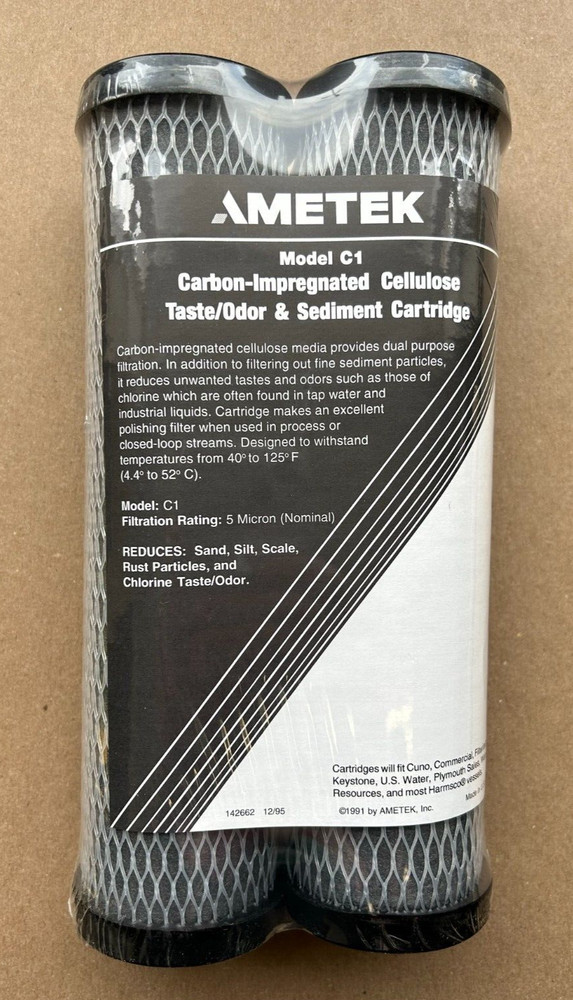 AMETEK
Model C1
Carbon-Impregnated Cellulose
Taste/Odor & Sediment Cartridge
Carbon-impregnated cellulose media provides dual purpose
filtration. In addition to filtering out fine sediment particles,
it reduces unwanted tastes and odors such as those of
chlorine which are often found in tap water and
industrial liquids. Cartridge makes an excellent
polishing filter when used in process or
closed-loop streams. Designed to withstand
temperatures from 40° to 125° F
(4.4° to 52° C).
Model: C1
Filtration Rating: 5 Micron (Nominal)
REDUCES: Sand, Silt, Scale,
Rust Particles, and
Chlorine Taste/Odor.
Cartridges will fit Cuno, Commercial,
Keystone, U.S. Water, Plymouth
Resources, and most Harmsco® vessels
Made
142662 12/95
©1991 by AMETEK, Inc.